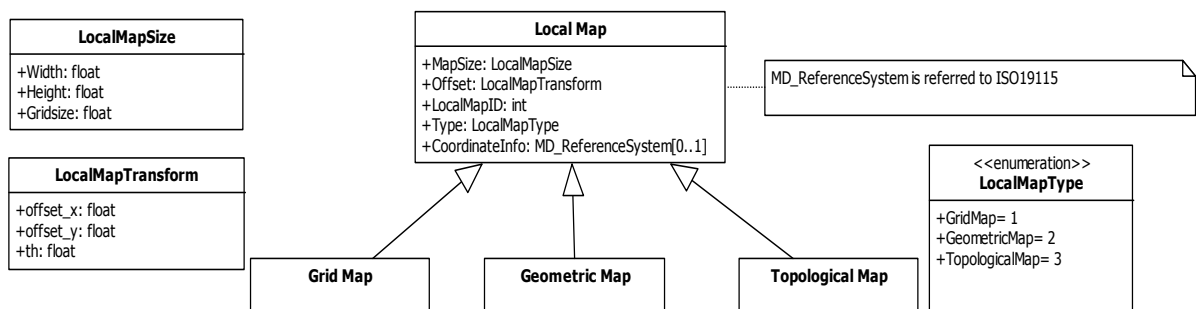 LocalMapSize
+Width: float
+Height: float
+Gridsize: float
Local Map
+MapSize: LocalMapSize
+Offset: LocalMapTransform
+LocalMapID: int
+Type: LocalMapType
+CoordinateInfo: MD_ReferenceSystem[0..1]
MD_ReferenceSystem is referred to ISO19115
LocalMapTransform
+offset_x: float
+offset_y: float
+th: float
<<enumeration>>
LocalMapType
+GridMap= 1
+GeometricMap= 2
+TopologicalMap= 3
Grid Map
Geometric Map
Topological Map